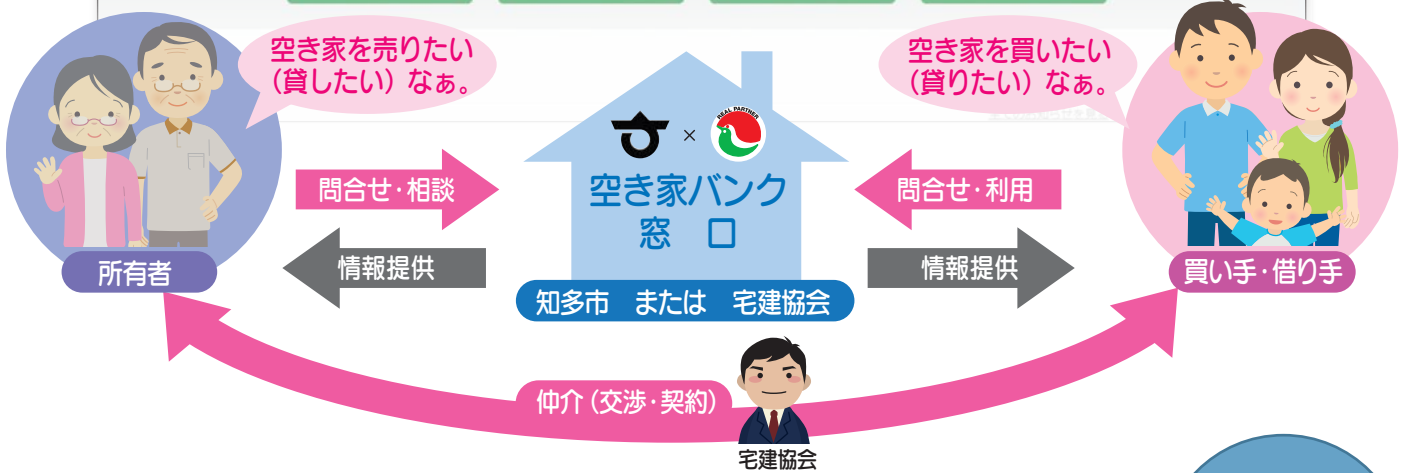 空き家を売りたい
（貸したい）なぁ。
空き家を買いたい
（貸りたい）なぁ。
REAL PARTNER
×
空き家バンク
窓　口
問合せ・相談
問合せ・利用
情報提供
情報提供
所有者
買い手・借り手
知多市　または　宅建協会
仲介（交渉・契約）
宅建協会